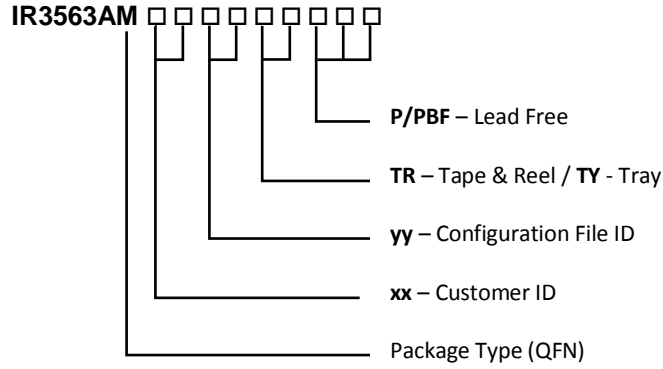 IR3563AM □ □ □ □ □ □ □ □ □
P/PBF – Lead Free
TR – Tape & Reel / TY - Tray
yy – Configuration File ID
xx – Customer ID
Package Type (QFN)